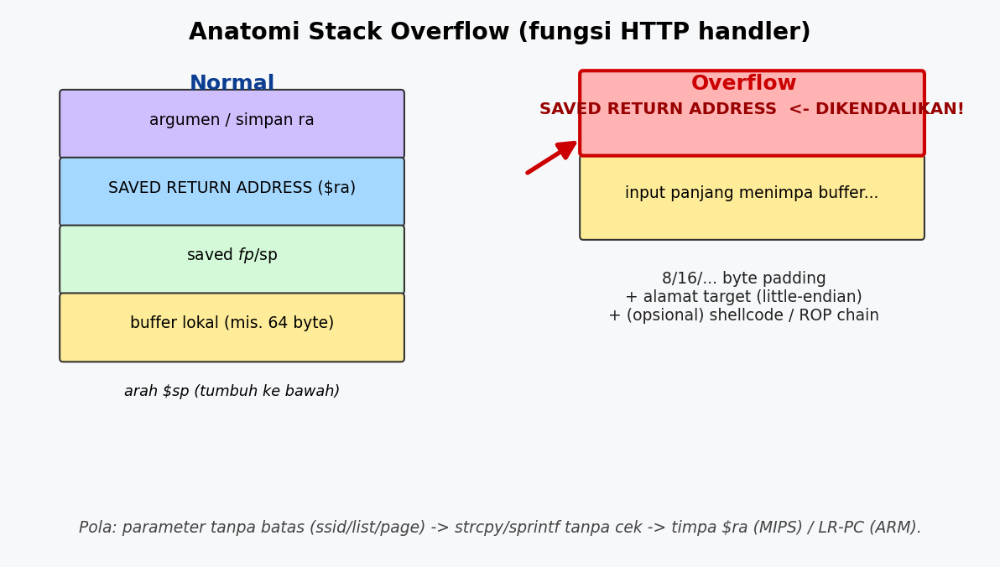 Anatomi Stack Overflow (fungsi HTTP handler)
Normal
argumen / simpan ra
SAVED RETURN ADDRESS ($ra)
saved fp/sp
buffer lokal (mis. 64 byte)
arah $sp (tumbuh ke bawah)
Overflow
SAVED RETURN ADDRESS <- DIKENDALIKAN!
input panjang menimpa buffer...
8/16/... byte padding
+ alamat target (little-endian)
+ (opsional) shellcode / ROP chain
Pola: parameter tanpa batas (ssid/list/page) -> strcpy/sprintf tanpa cek -> timpa $ra (MIPS) / LR-PC (ARM).